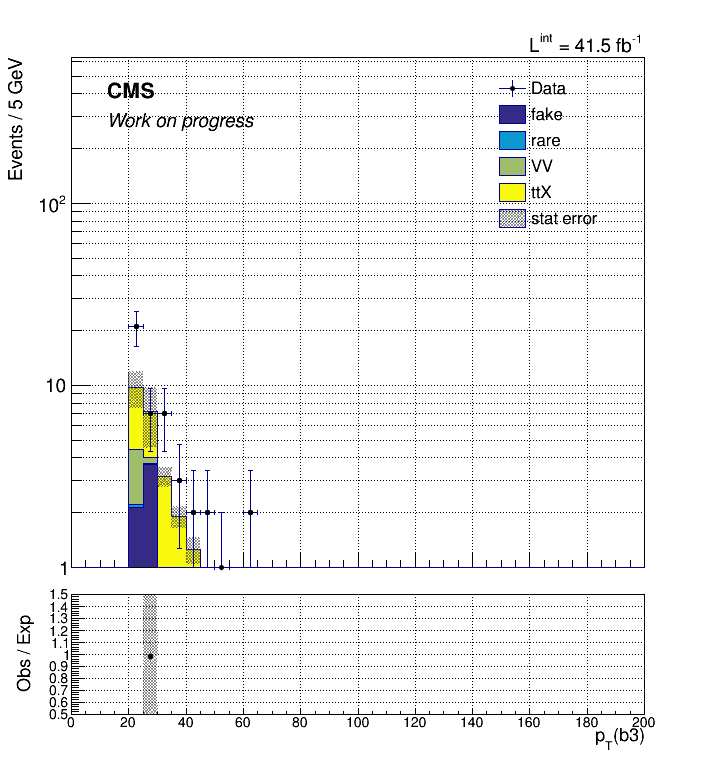 L^int = 41.5 fb^-1
Events / 5 GeV
CMS
Work on progress
Data
fake
rare
VV
ttX
stat error
10^2
10
1
Obs / Exp
1.5
1.4
1.3
1.2
1.1
1
0.9
0.8
0.7
0.6
0.5
0 20 40 60 80 100 120 140 160 180 200
p_T(b3)